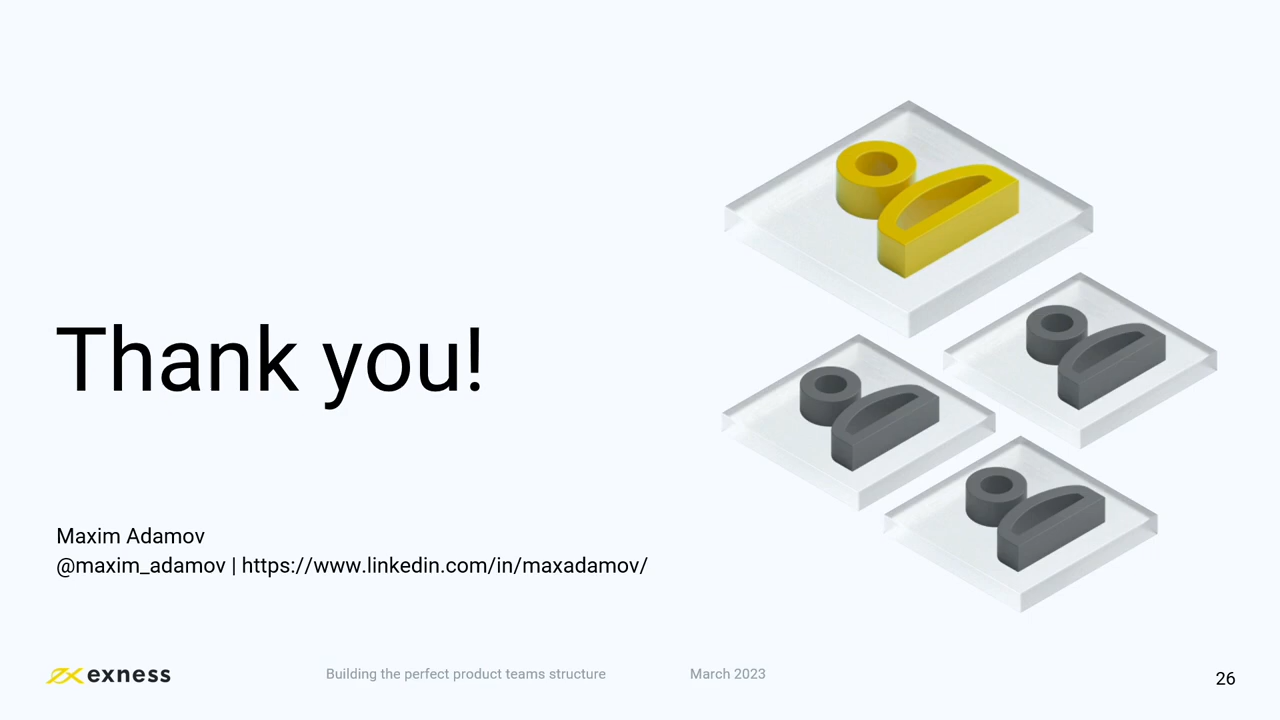 Thank you!
Maxim Adamov
@maxim_adamov | https://www.linkedin.com/in/maxadamov/
exness
Building the perfect product teams structure
March 2023
26